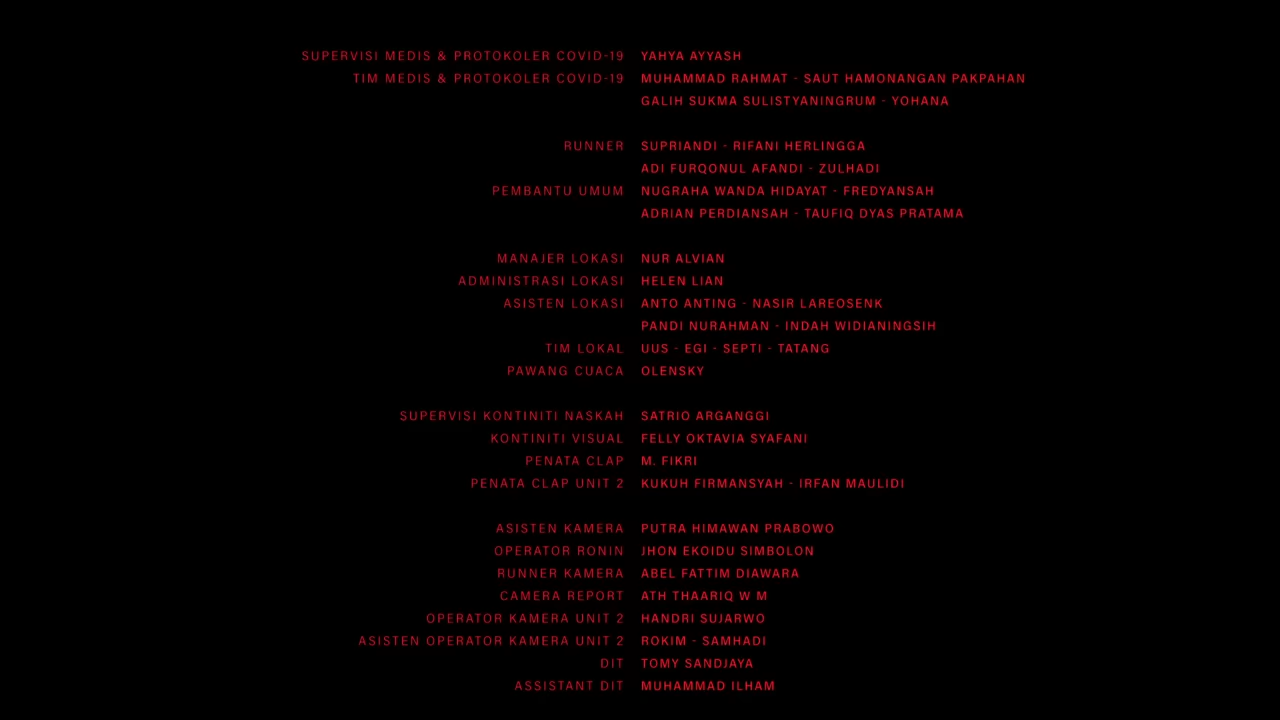 SUPERVISI MEDIS & PROTOKOLER COVID-19 YAHYA AYYASH
TIM MEDIS & PROTOKOLER COVID-19 MUHAMMAD RAHMAT - SAUT HAMONANGAN PAKPAHAN
GALIH SUKMA SULISTYANINGRUM - YOHANA
RUNNER SUPRIANDI - RIFANI HERLINGGA
ADI FURQONUL AFANDI - ZULHADI
PEMBANTU UMUM NUGRAHA WANDA HIDAYAT - FREDYANSAH
ADRIAN PERDIANSAH - TAUFIQ DYAS PRATAMA
MANAJER LOKASI NUR ALVIAN
ADMINISTRASI LOKASI HELEN LIAN
ASISTEN LOKASI ANTO ANTING - NASIR LAREOSENK
PANDI NURAHMAN - INDAH WIDIANINGSIH
TIM LOKAL UUS - EGI - SEPTI - TATANG
PAWANG CUACA OLENSKY
SUPERVISI KONTINITI NASKAH SATRIO ARGANGGI
KONTINITI VISUAL FELLY OKTAVIA SYAFANI
PENATA CLAP M. FIKRI
PENATA CLAP UNIT 2 KUKUH FIRMANSYAH - IRFAN MAULIDI
ASISTEN KAMERA PUTRA HIMAWAN PRABOWO
OPERATOR RONIN JHON EKOIDU SIMBOLON
RUNNER KAMERA ABEL FATTIM DIAWARA
CAMERA REPORT ATH THAARIQ W M
OPERATOR KAMERA UNIT 2 HANDRI SUJARWO
ASISTEN OPERATOR KAMERA UNIT 2 ROKIM - SAMHADI
DIT TOMY SANDJAYA
ASSISTANT DIT MUHAMMAD ILHAM